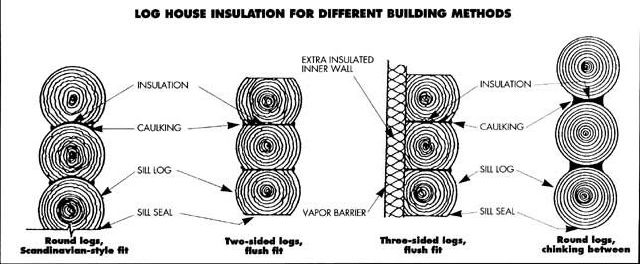 LOG HOUSE INSULATION FOR DIFFERENT BUILDING METHODS
INSULATION
CAULKING
SILL LOG
SILL SEAL
EXTRA INSULATED
INNER WALL
VAPOR BARRIER
INSULATION
CAULKING
SILL LOG
SILL SEAL
Round logs,
Scandinavian-style fit
Two-sided logs,
flush fit
Three-sided logs,
flush fit
Round logs,
chinking between